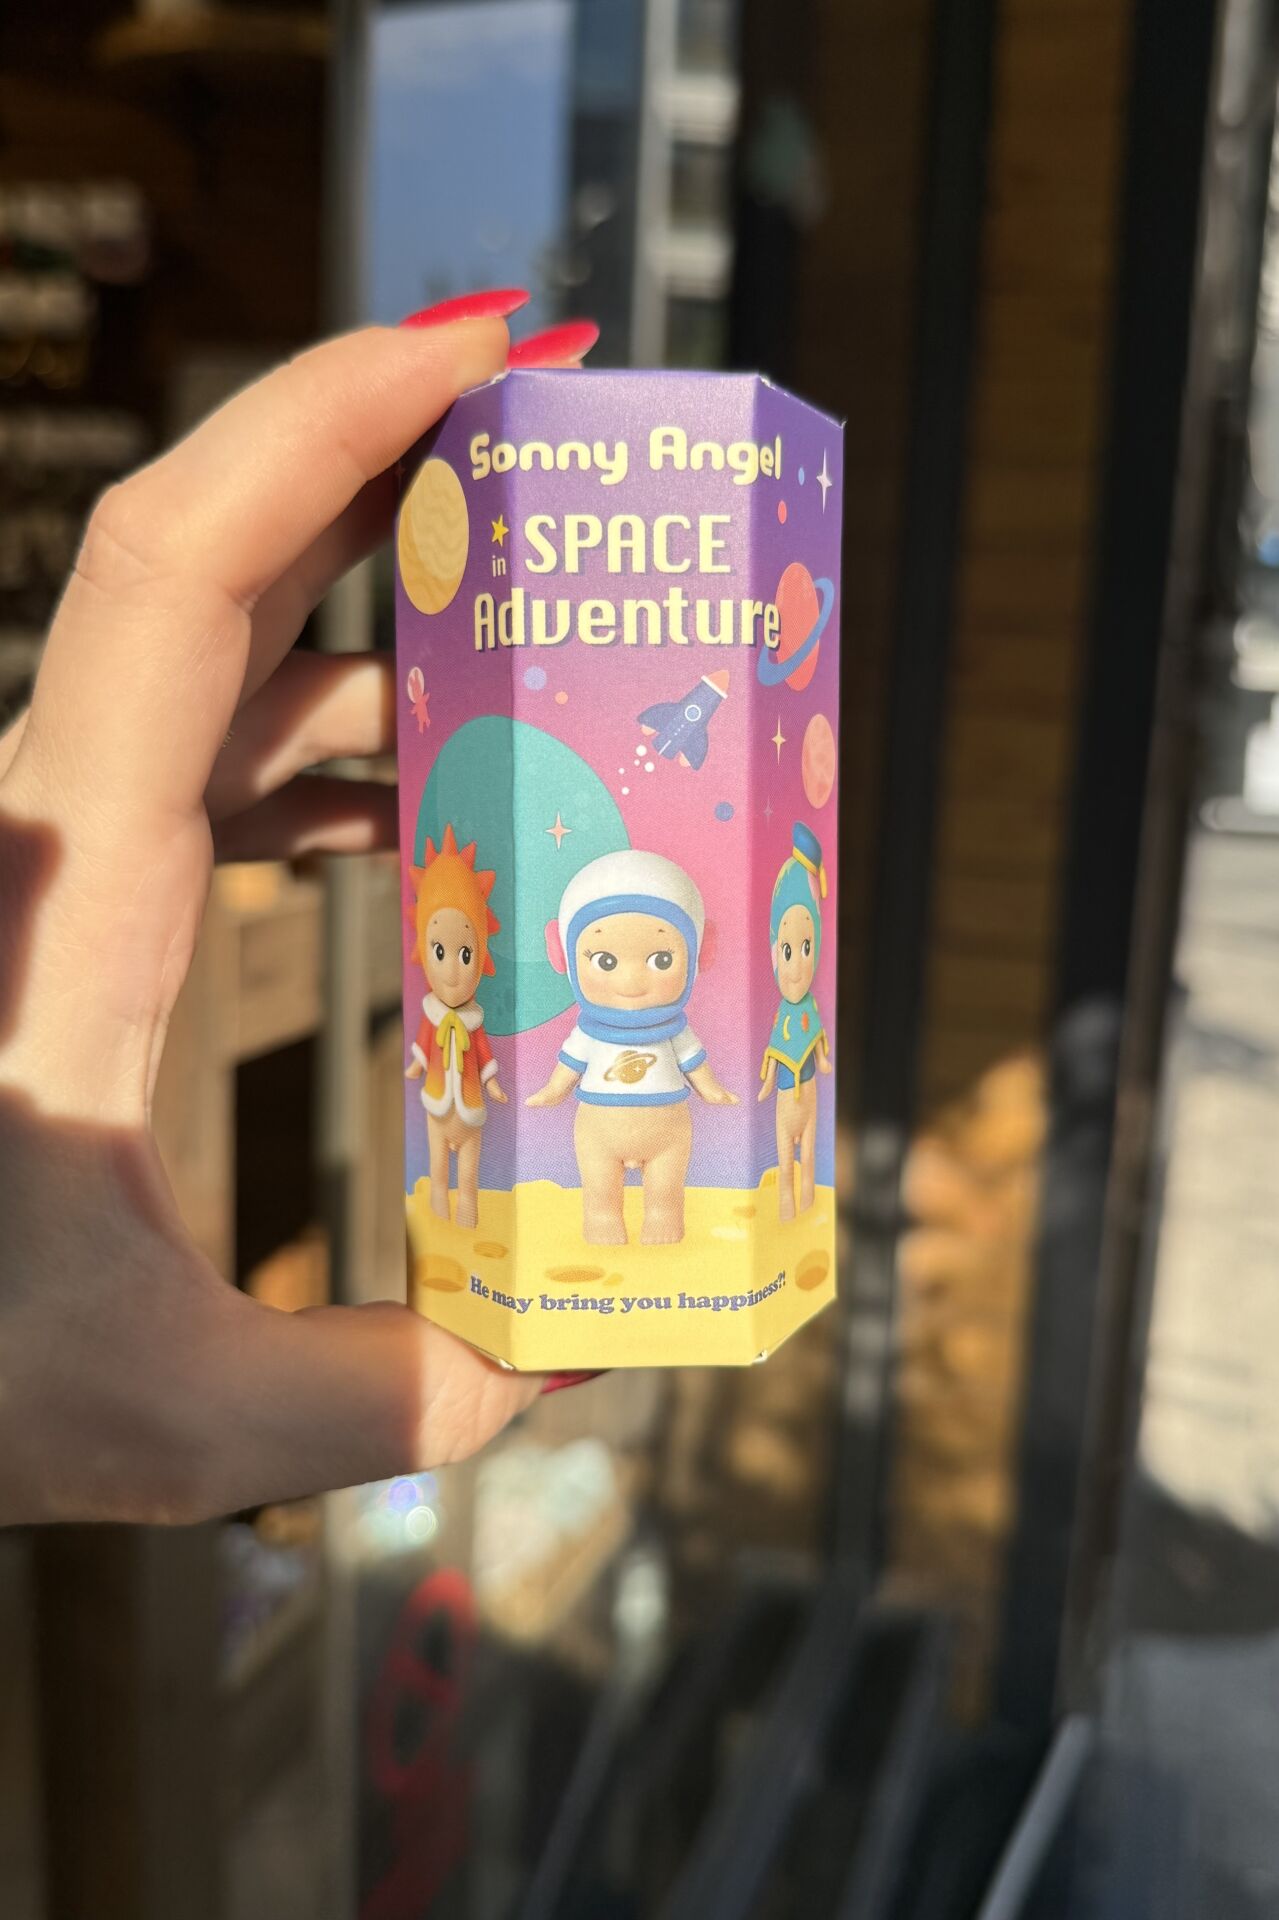 Sonny Angel
in SPACE
Adventure
He may bring you happiness?!